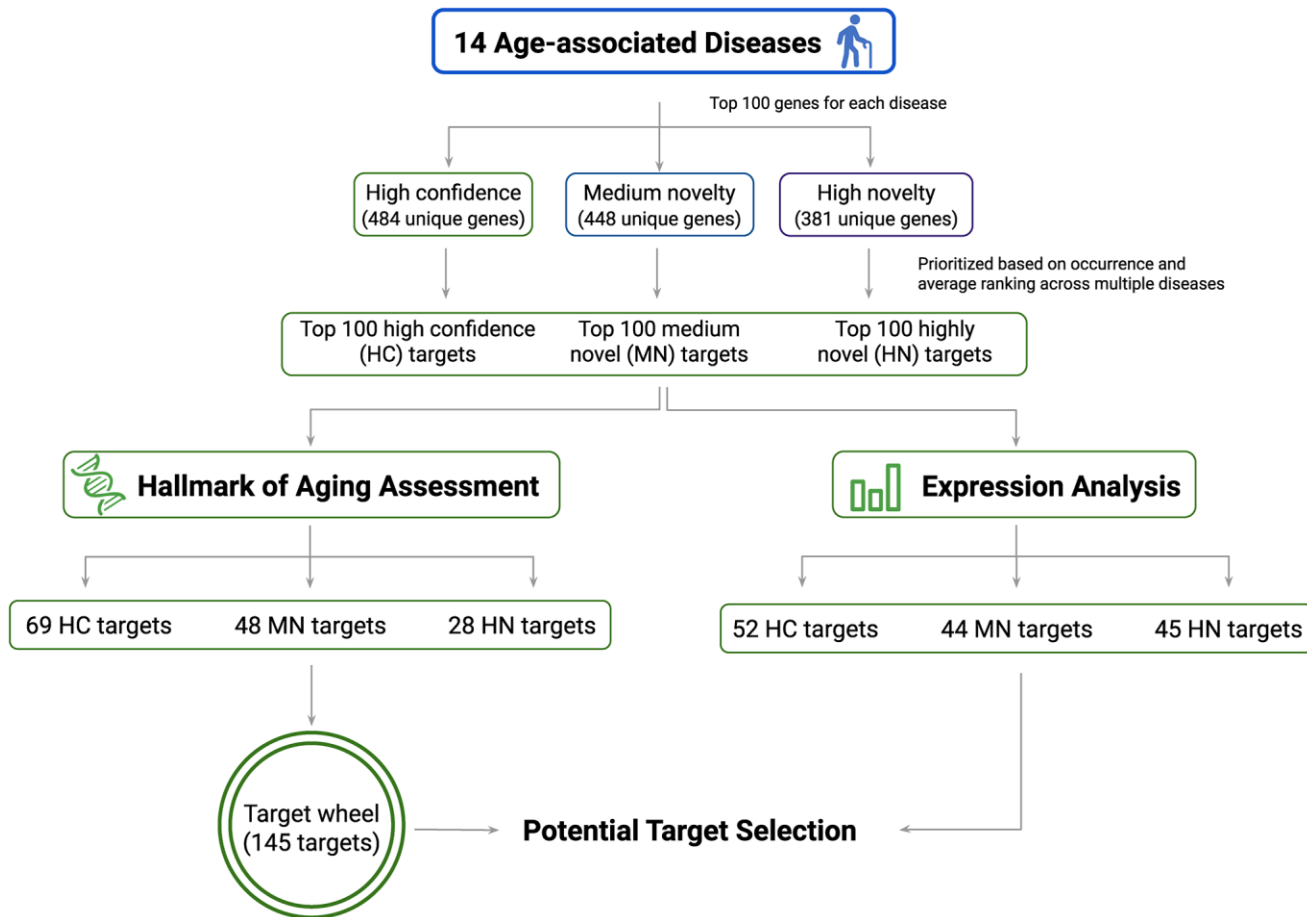 14 Age-associated Diseases
Top 100 genes for each disease
High confidence
(484 unique genes)
Medium novelty
(448 unique genes)
High novelty
(381 unique genes)
Prioritized based on occurrence and
average ranking across multiple diseases
Top 100 high confidence
(HC) targets
Top 100 medium
novel (MN) targets
Top 100 highly
novel (HN) targets
Hallmark of Aging Assessment
Expression Analysis
69 HC targets
48 MN targets
28 HN targets
52 HC targets
44 MN targets
45 HN targets
Target wheel
(145 targets)
Potential Target Selection